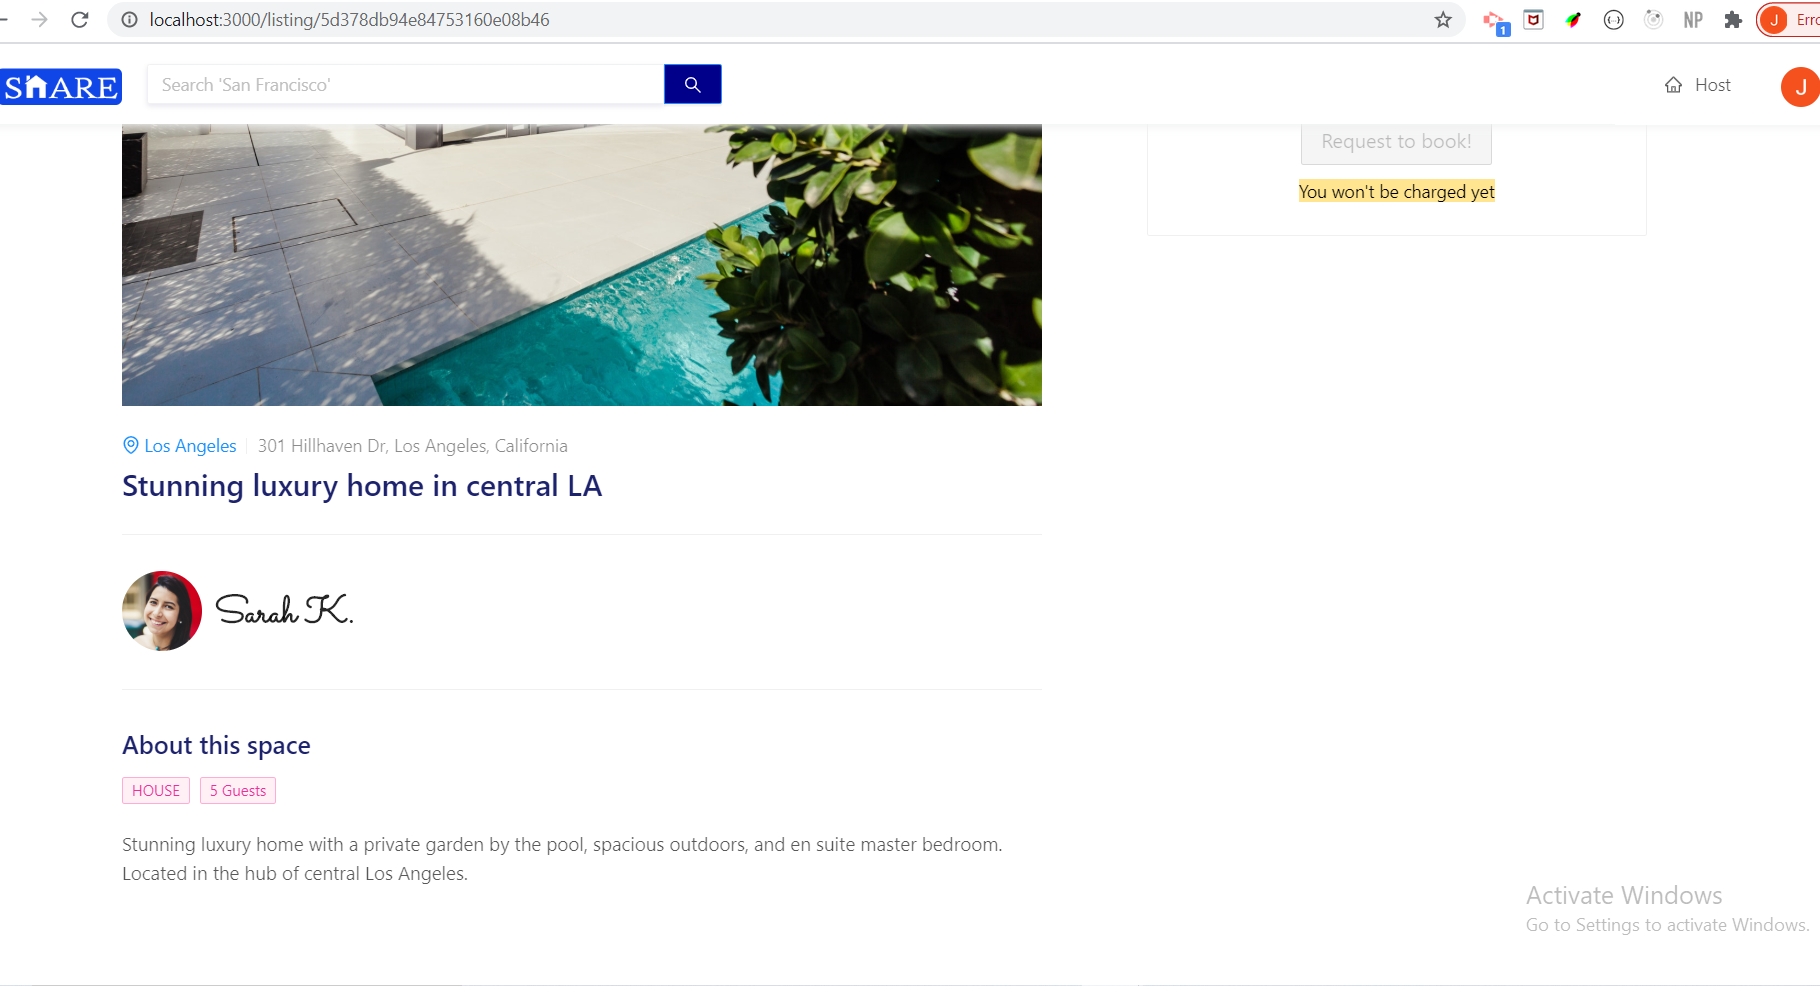 localhost:3000/listing/5d378db94e84753160e08b46
1
NP
J
Erro
SHARE
Search 'San Francisco'
Host
J
Request to book!
You won't be charged yet
Los Angeles
301 Hillhaven Dr, Los Angeles, California
Stunning luxury home in central LA
Sarah K.
About this space
HOUSE
5 Guests
Stunning luxury home with a private garden by the pool, spacious outdoors, and en suite master bedroom.
Located in the hub of central Los Angeles.
Activate Windows
Go to Settings to activate Windows.